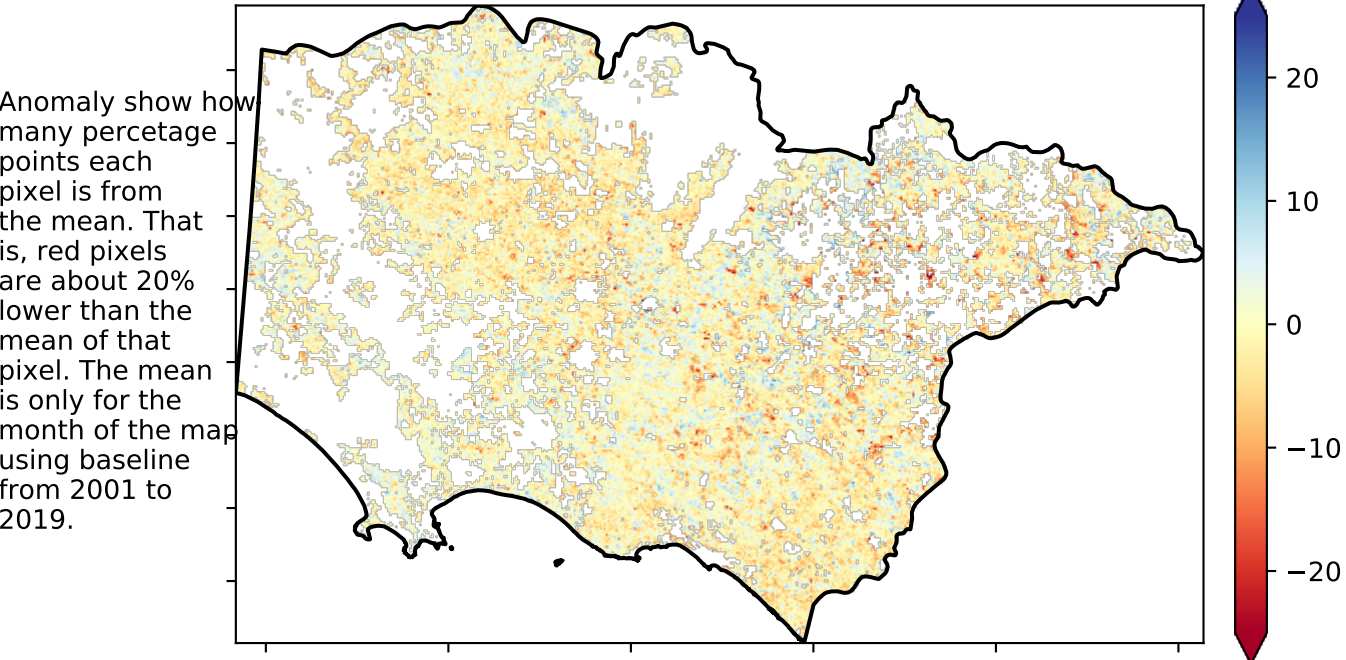 Anomaly show how
many percetage
points each
pixel is from
the mean. That
is, red pixels
are about 20%
lower than the
mean of that
pixel. The mean
is only for the
month of the map
using baseline
from 2001 to
2019.
20
10
0
−10
−20